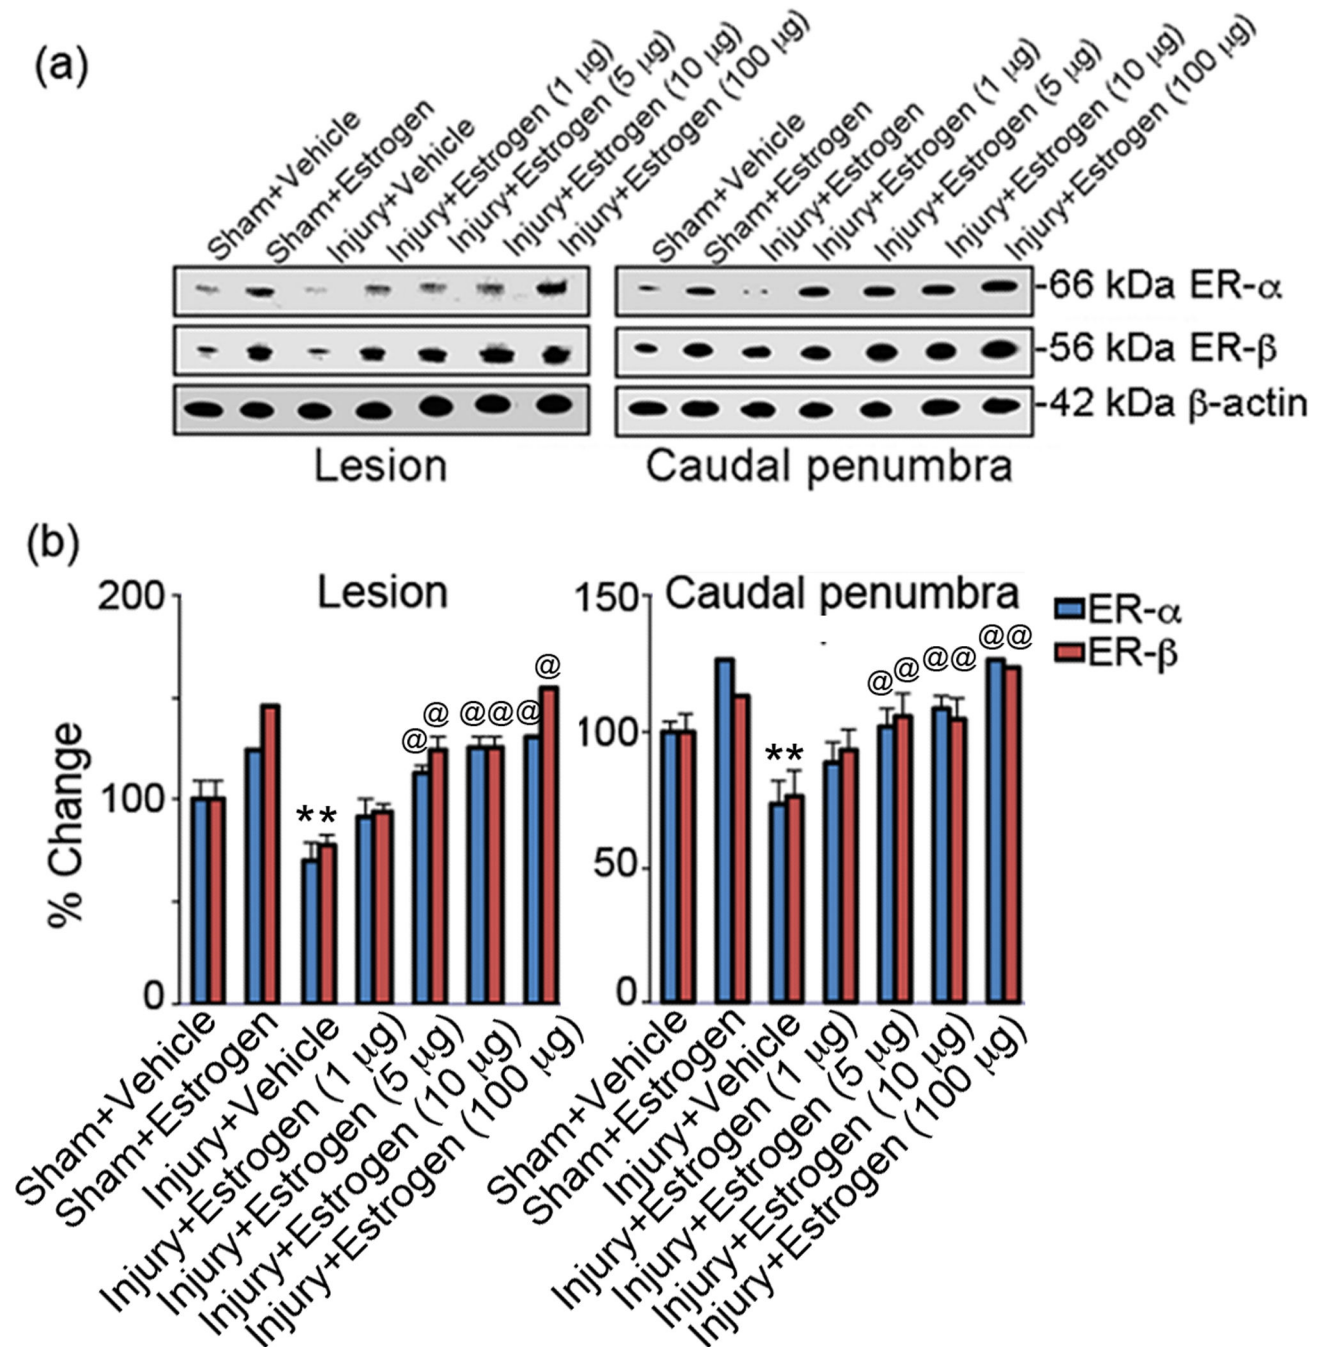 (a)
Sham+Vehicle
Sham+Estrogen
Injury+Vehicle
Injury+Estrogen (1 µg)
Injury+Estrogen (5 µg)
Injury+Estrogen (10 µg)
Injury+Estrogen (100 µg)
Sham+Vehicle
Sham+Estrogen
Injury+Estrogen
Injury+Estrogen (1 µg)
Injury+Estrogen (5 µg)
Injury+Estrogen (10 µg)
Injury+Estrogen (100 µg)
-66 kDa ER-α
-56 kDa ER-β
-42 kDa β-actin
Lesion
Caudal penumbra
(b)
Lesion
% Change
200
100
0
@
@
@@@
@
**
Sham+Vehicle
Sham+Estrogen
Injury+Vehicle
Injury+Estrogen (1 µg)
Injury+Estrogen (5 µg)
Injury+Estrogen (10 µg)
Injury+Estrogen (100 µg)
Caudal penumbra
150
100
50
0
**
@@
@@
@@
Sham+Vehicle
Sham+Estrogen
Injury+Vehicle
Injury+Estrogen (1 µg)
Injury+Estrogen (5 µg)
Injury+Estrogen (10 µg)
Injury+Estrogen (100 µg)
ER-α
ER-β